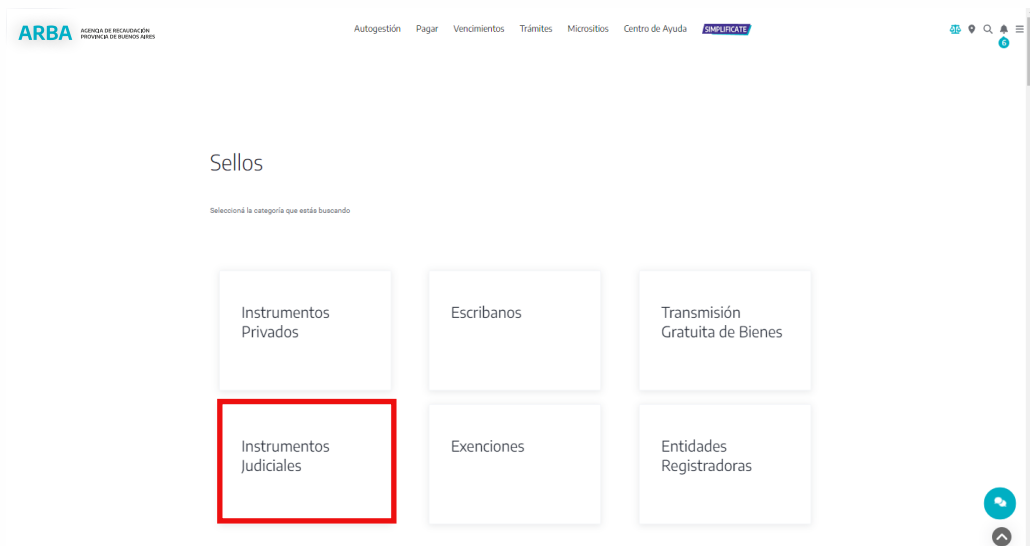 ARBA AGENCIA DE RECAUDACIÓN
PROVINCIA DE BUENOS AIRES
Autogestión Pagar Vencimientos Trámites Micrositios Centro de Ayuda SIMPLIFICATE
6
Sellos
Seleccioná la categoría que estás buscando
Instrumentos
Privados
Escribanos
Transmisión
Gratuita de Bienes
Instrumentos
Judiciales
Exenciones
Entidades
Registradoras